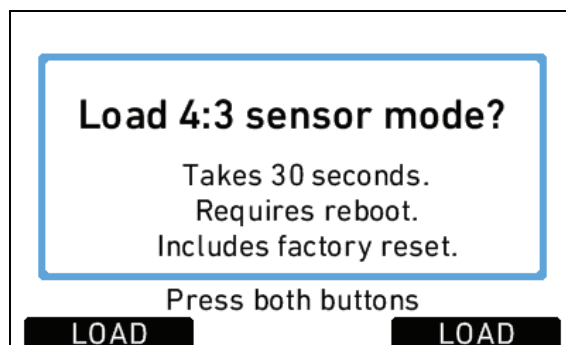 Load 4:3 sensor mode?
Takes 30 seconds.
Requires reboot.
Includes factory reset.
Press both buttons
LOAD LOAD